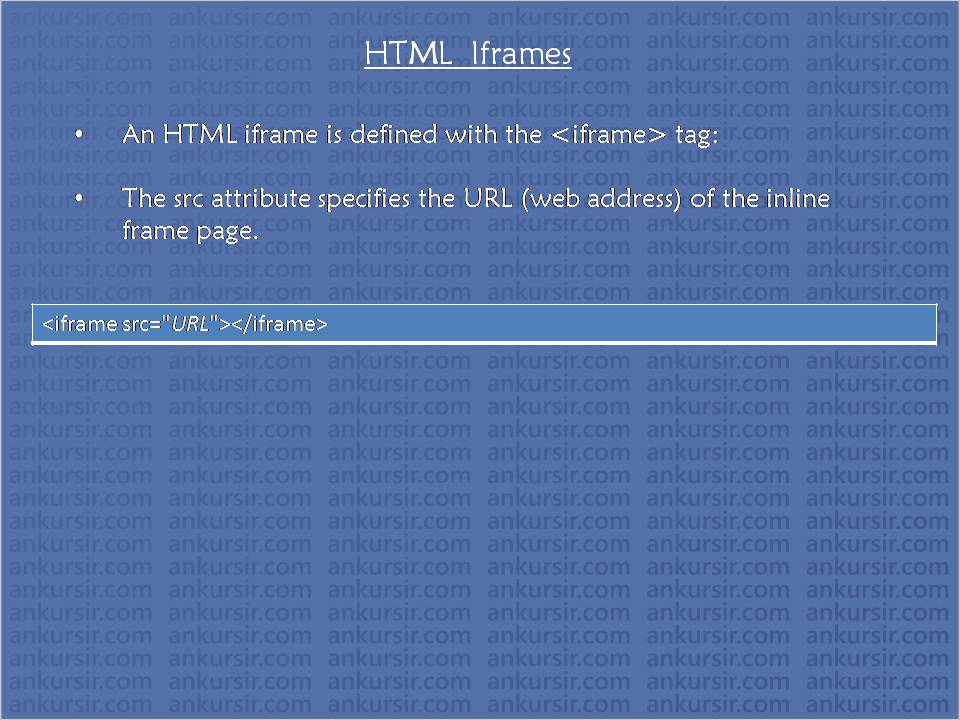 HTML Iframes
• An HTML iframe is defined with the <iframe> tag:
• The src attribute specifies the URL (web address) of the inline
frame page.
<iframe src="URL"></iframe>
ankursir.com